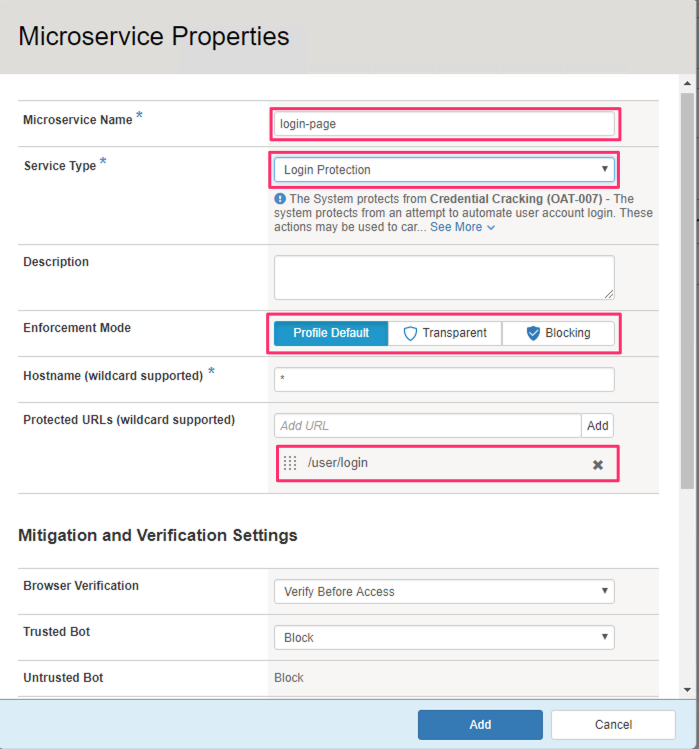 Microservice Properties
Microservice Name *
login-page
Service Type *
Login Protection
The System protects from Credential Cracking (OAT-007) - The
system protects from an attempt to automate user account login. These
actions may be used to car... See More
Description
Enforcement Mode
Profile Default Transparent Blocking
Hostname (wildcard supported) *
*
Protected URLs (wildcard supported)
Add URL Add
/user/login
Mitigation and Verification Settings
Browser Verification
Verify Before Access
Trusted Bot
Block
Untrusted Bot
Block
Add Cancel